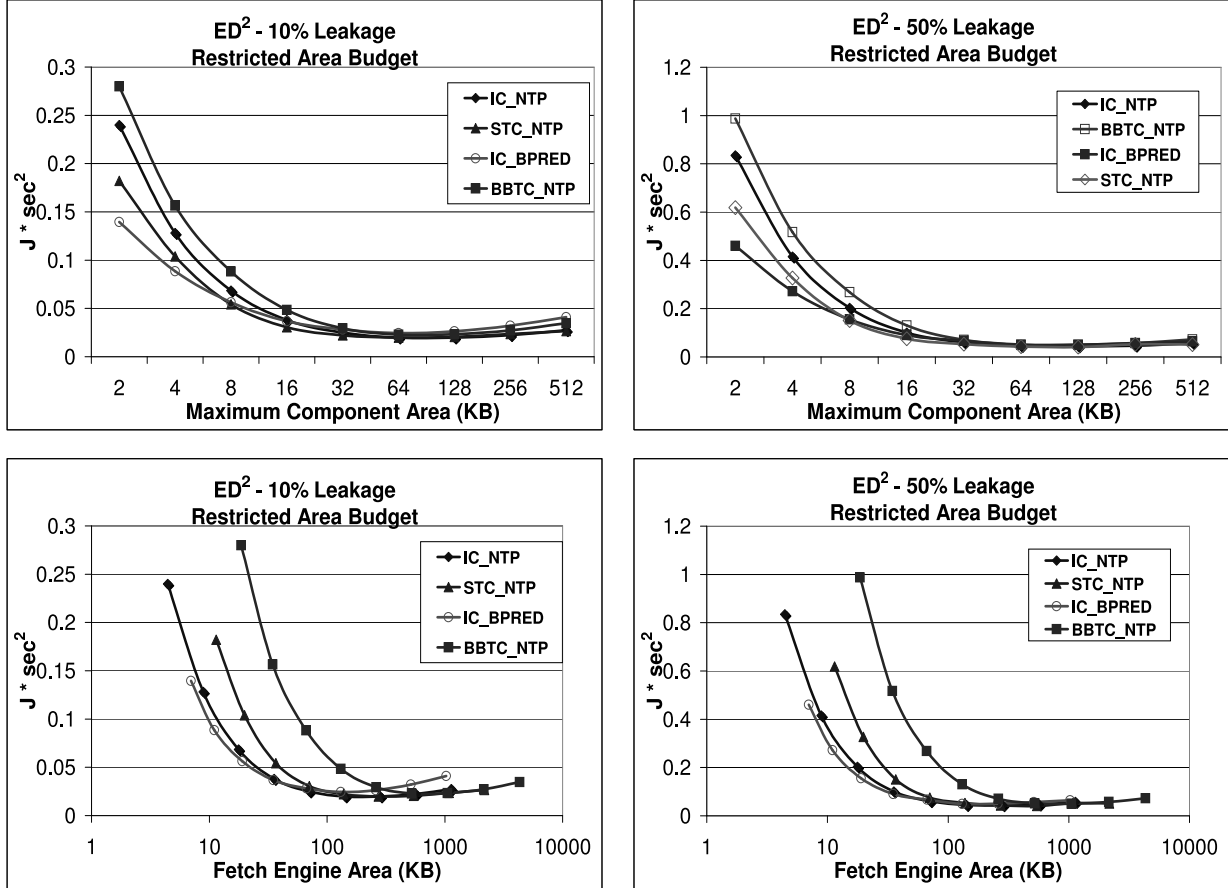 ED² - 10% Leakage
Restricted Area Budget
0.3
0.25
0.2
0.15
0.1
0.05
0
J * sec²
IC_NTP
STC_NTP
IC_BPRED
BBTC_NTP
2 4 8 16 32 64 128 256 512
Maximum Component Area (KB)
ED² - 50% Leakage
Restricted Area Budget
1.2
1
0.8
0.6
0.4
0.2
0
J * sec²
IC_NTP
BBTC_NTP
IC_BPRED
STC_NTP
2 4 8 16 32 64 128 256 512
Maximum Component Area (KB)
ED² - 10% Leakage
Restricted Area Budget
0.3
0.25
0.2
0.15
0.1
0.05
0
J * sec²
IC_NTP
STC_NTP
IC_BPRED
BBTC_NTP
1 10 100 1000 10000
Fetch Engine Area (KB)
ED² - 50% Leakage
Restricted Area Budget
1.2
1
0.8
0.6
0.4
0.2
0
J * sec²
IC_NTP
STC_NTP
IC_BPRED
BBTC_NTP
1 10 100 1000 10000
Fetch Engine Area (KB)